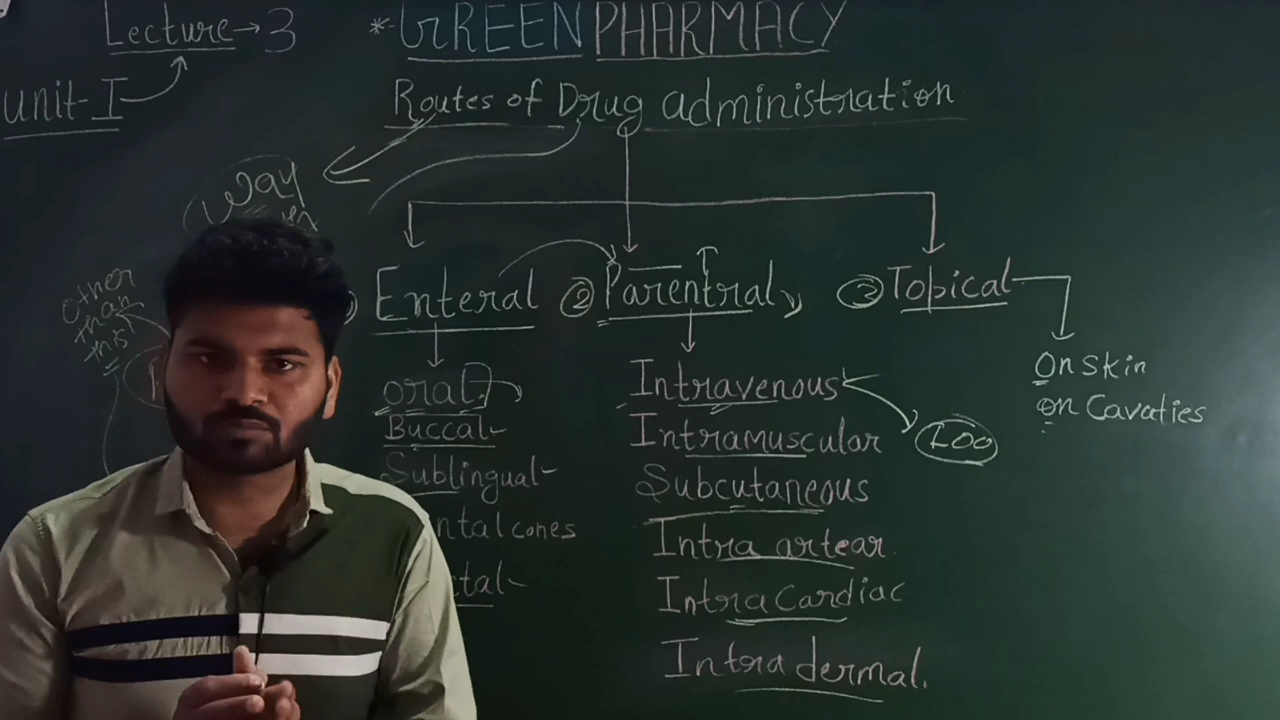 Lecture → 3
* GREEN PHARMACY
unit-I
Routes of Drug administration
Way
other
than
this
Enteral
② Parentral
③ Topical
oral
Buccal-
Sublingual-
ntal cones
ctal-
Intravenous
Intramuscular
Subcutaneous
Intra artear
Intra Cardiac
Intra dermal.
100
On skin
on Cavaties